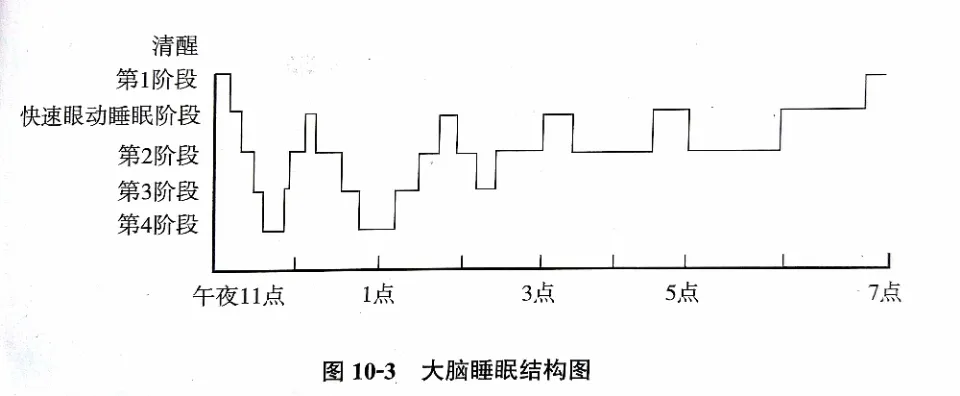 清醒
第1阶段
快速眼动睡眠阶段
第2阶段
第3阶段
第4阶段
午夜11点 1点 3点 5点 7点
图 10-3 大脑睡眠结构图